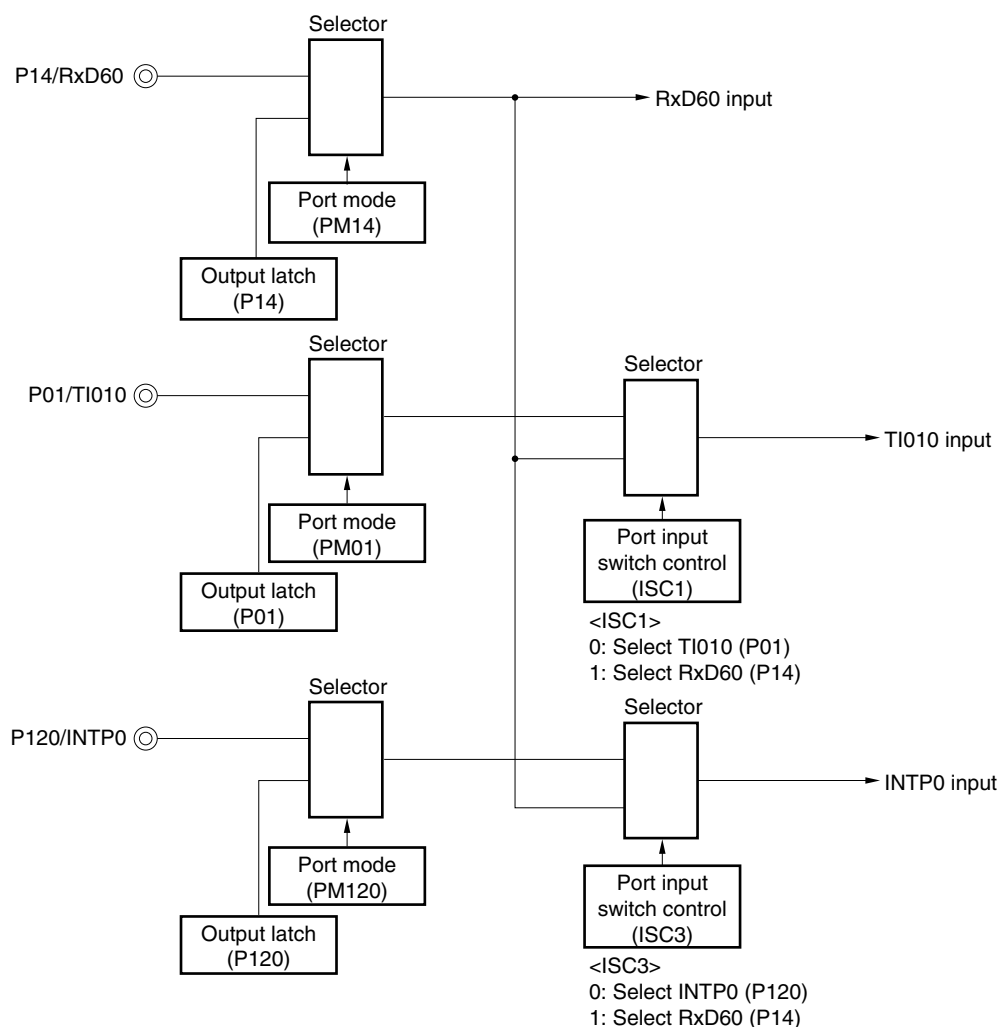 Selector
P14/RxD60
RxD60 input
Port mode
(PM14)
Output latch
(P14)
Selector
Selector
P01/TI010
TI010 input
Port mode
(PM01)
Port input
switch control
(ISC1)
Output latch
(P01)
<ISC1>
0: Select TI010 (P01)
1: Select RxD60 (P14)
Selector
Selector
P120/INTP0
INTP0 input
Port mode
(PM120)
Port input
switch control
(ISC3)
Output latch
(P120)
<ISC3>
0: Select INTP0 (P120)
1: Select RxD60 (P14)